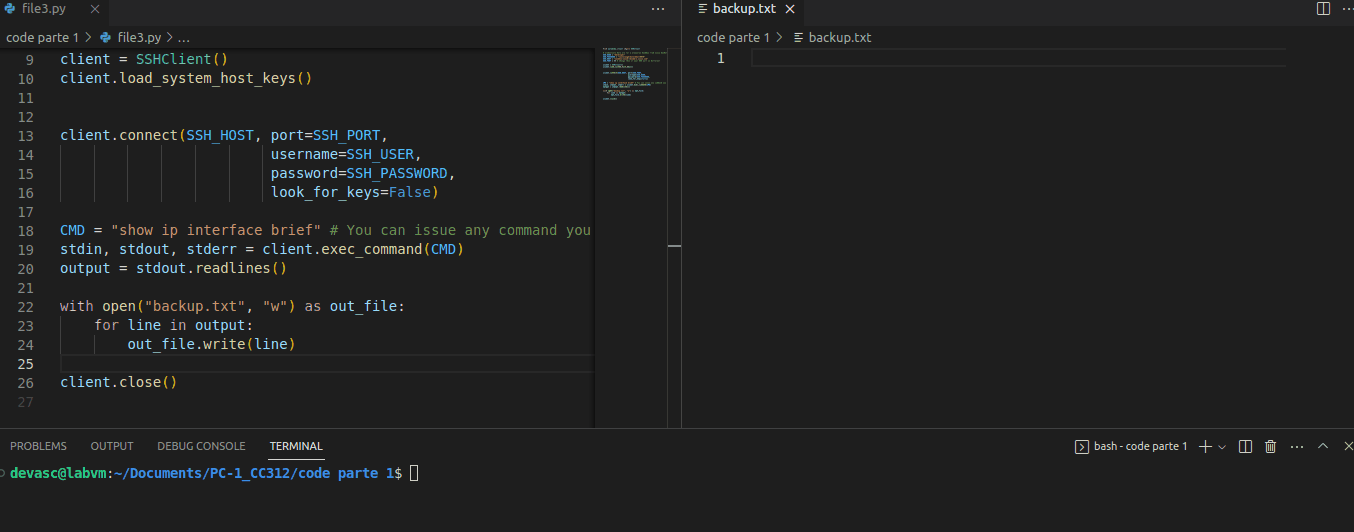 file3.py
backup.txt
code parte 1 > file3.py > ...
code parte 1 > backup.txt
9 client = SSHClient()
10 client.load_system_host_keys()
11
12
13 client.connect(SSH_HOST, port=SSH_PORT,
14 username=SSH_USER,
15 password=SSH_PASSWORD,
16 look_for_keys=False)
17
18 CMD = "show ip interface brief" # You can issue any command you
19 stdin, stdout, stderr = client.exec_command(CMD)
20 output = stdout.readlines()
21
22 with open("backup.txt", "w") as out_file:
23 for line in output:
24 out_file.write(line)
25
26 client.close()
27
1
PROBLEMS OUTPUT DEBUG CONSOLE TERMINAL
bash - code parte 1
devasc@labvm:~/Documents/PC-1_CC312/code parte 1$